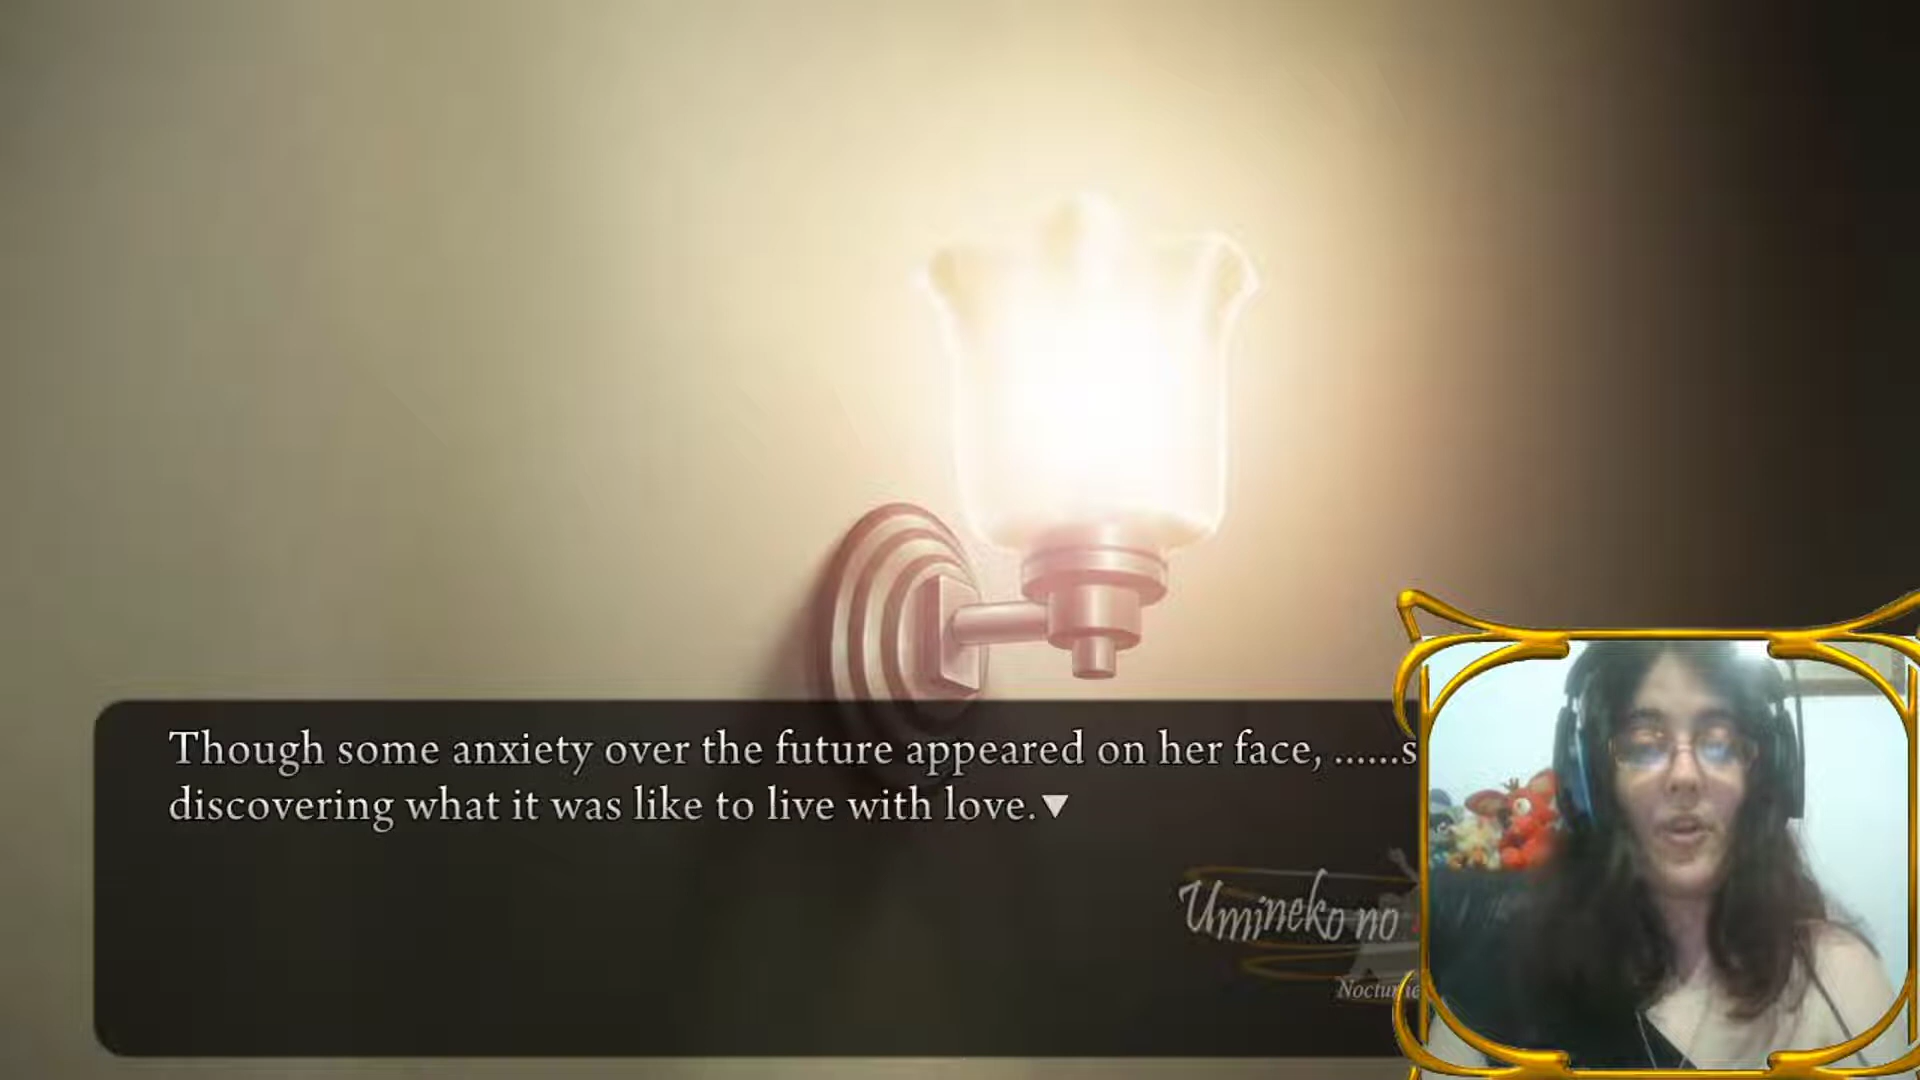 Though some anxiety over the future appeared on her face, ......s
discovering what it was like to live with love.▼
Umineko no
Nocturne